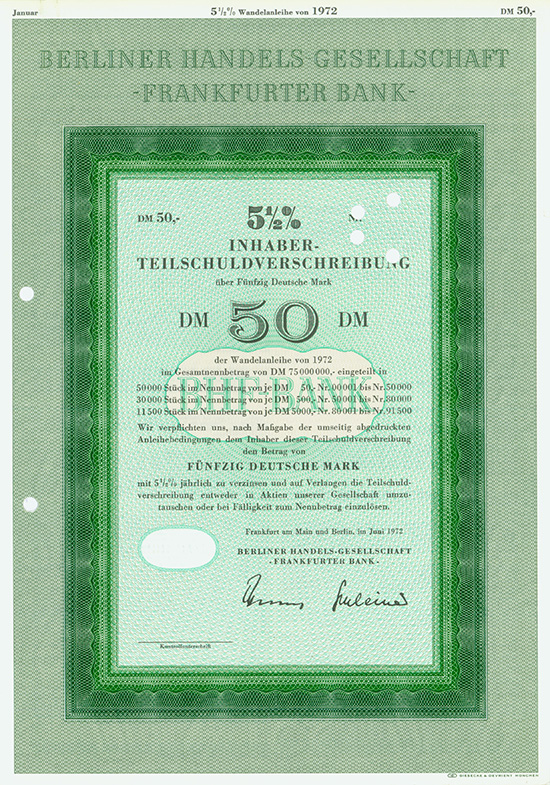 Januar 5½% Wandelanleihe von 1972 DM 50,-
BERLINER HANDELS GESELLSCHAFT
-FRANKFURTER BANK-
DM 50,- 5½% Nr.
INHABER-
TEILSCHULDVERSCHREIBUNG
über Fünfzig Deutsche Mark
DM 50 DM
der Wandelanleihe von 1972
im Gesamtnennbetrag von DM 75000000,- eingeteilt in
50000 Stück im Nennbetrag von je DM 50,-Nr.00001 bis Nr.50000
30000 Stück im Nennbetrag von je DM 500,-Nr.50001 bis Nr.80000
11500 Stück im Nennbetrag von je DM 5000,-Nr.80001 bis Nr.91500
BHF-BANK
Wir verpflichten uns, nach Maßgabe der umseitig abgedruckten
Anleihebedingungen dem Inhaber dieser Teilschuldverschreibung
den Betrag von
FÜNFZIG DEUTSCHE MARK
mit 5½% jährlich zu verzinsen und auf Verlangen die Teilschuld-
verschreibung entweder in Aktien unserer Gesellschaft umzu-
tauschen oder bei Fälligkeit zum Nennbetrag einzulösen.
Frankfurt am Main und Berlin, im Juni 1972
BERLINER HANDELS-GESELLSCHAFT
-FRANKFURTER BANK-
Kontrollunterschrift
GIESECKE & DEVRIENT MÜNCHEN